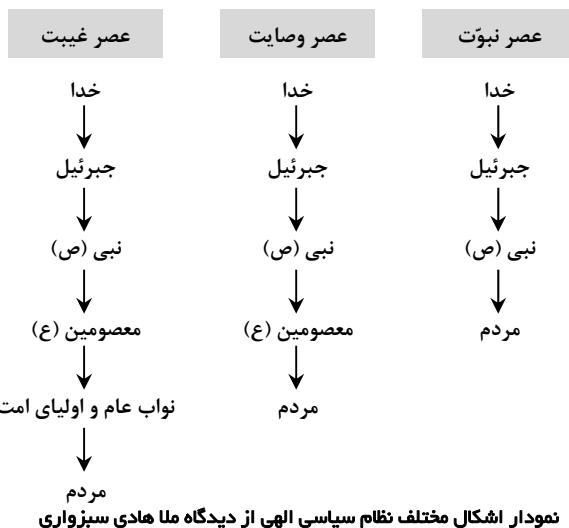 عصر نبوّت
عصر وصایت
عصر غیبت
خدا
خدا
خدا
جبرئیل
جبرئیل
جبرئیل
نبی (ص)
نبی (ص)
نبی (ص)
مردم
معصومین (ع)
معصومین (ع)
مردم
نواب عام و اولیای امت
مردم
نمودار اشکال مختلف نظام سیاسی الهی از دیدگاه ملا هادی سبزواری